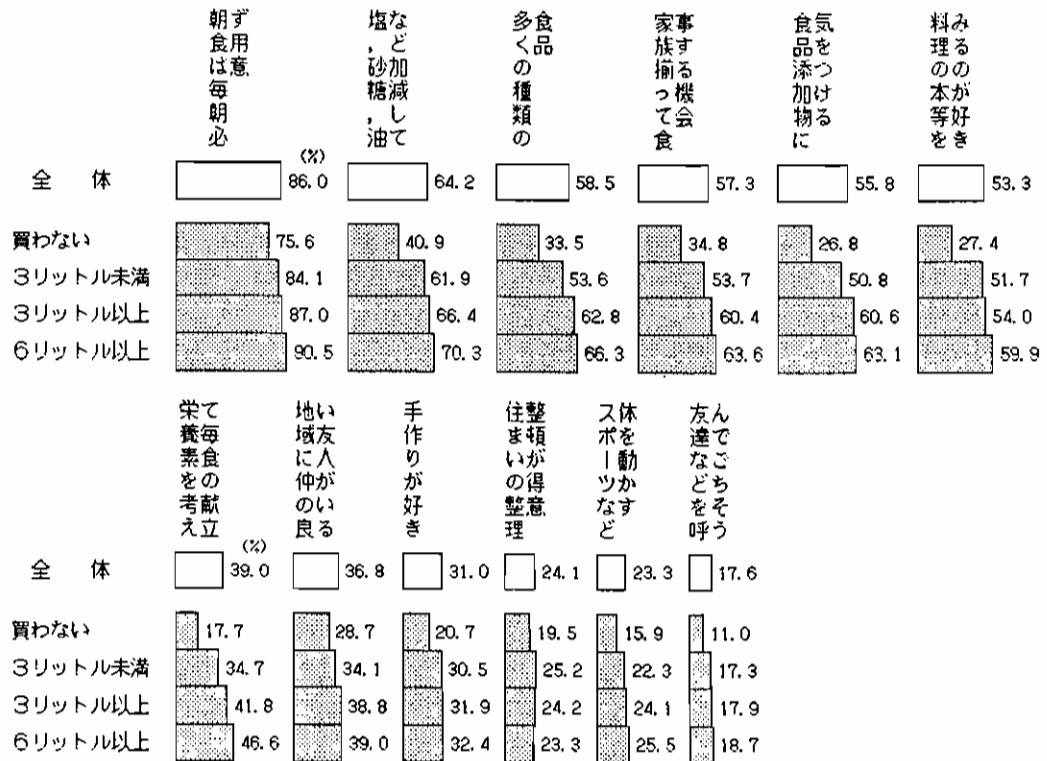 朝食は毎朝必
ず用意
塩,砂糖,油
など加減して
多くの種類の
食品
家族揃って食
事する機会
食品添加物に
気をつける
料理の本等を
みるのが好き
(%)
全 体 86.0 64.2 58.5 57.3 55.8 53.3
買わない 75.6 40.9 33.5 34.8 26.8 27.4
3リットル未満 84.1 61.9 53.6 53.7 50.8 51.7
3リットル以上 87.0 66.4 62.8 60.4 60.6 54.0
6リットル以上 90.5 70.3 66.3 63.6 63.1 59.9
栄養素を考え
て毎食の献立
地域に仲の良
い友人がいる
手作りが好き
住まいの整理
整頓が得意
スポーツなど
体を動かす
友達などを呼
んでごちそう
(%)
全 体 39.0 36.8 31.0 24.1 23.3 17.6
買わない 17.7 28.7 20.7 19.5 15.9 11.0
3リットル未満 34.7 34.1 30.5 25.2 22.3 17.3
3リットル以上 41.8 38.8 31.9 24.2 24.1 17.9
6リットル以上 46.6 39.0 32.4 23.3 25.5 18.7